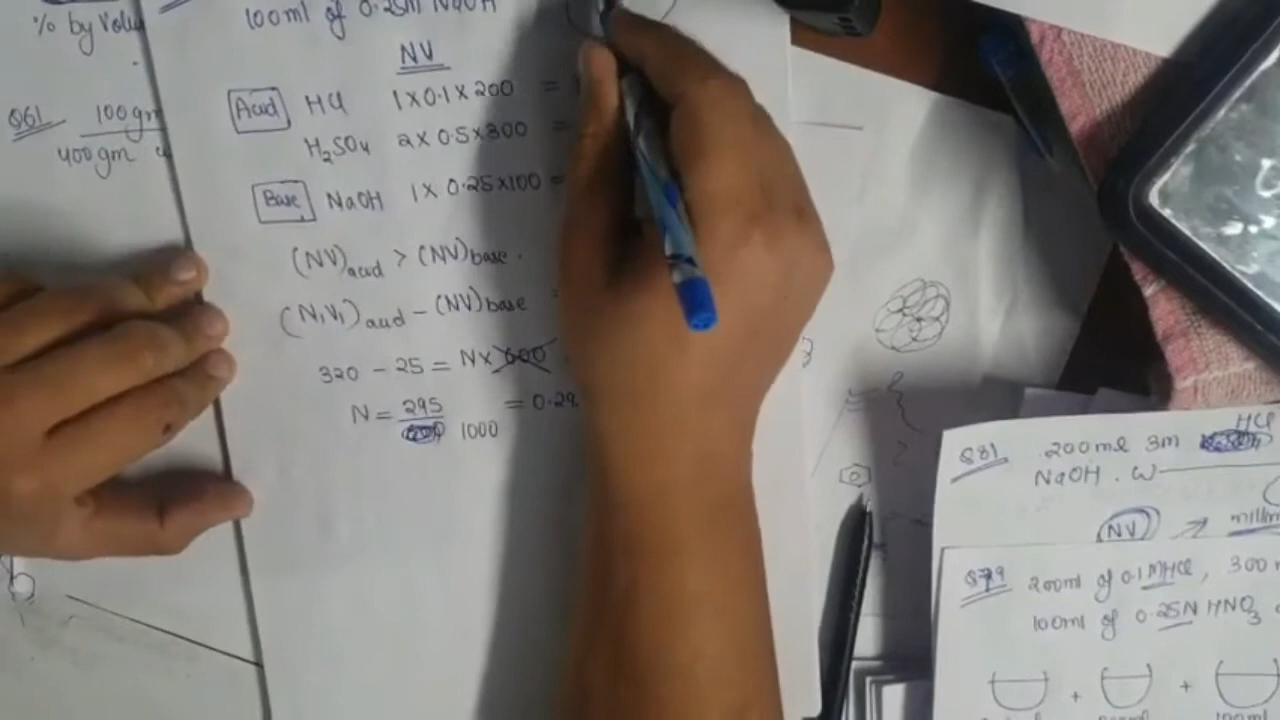 % by Volu
Q61 100gm
400gm
100ml of 0.25M NaOH
NV
Acid HCl 1 × 0.1 × 200 =
H₂SO₄ 2 × 0.5 × 300 =
Base NaOH 1 × 0.25 × 100 =
(NV)acid > (NV)base.
(N₁V₁)acid - (NV)base =
320 - 25 = N × 600
N = 295 = 0.29
1000
Q81 200ml 3M HCl
NaOH. w
NV → millim
Q79 200ml of 0.1MHCl, 300
100ml of 0.25N HNO₃
+ +
100ml